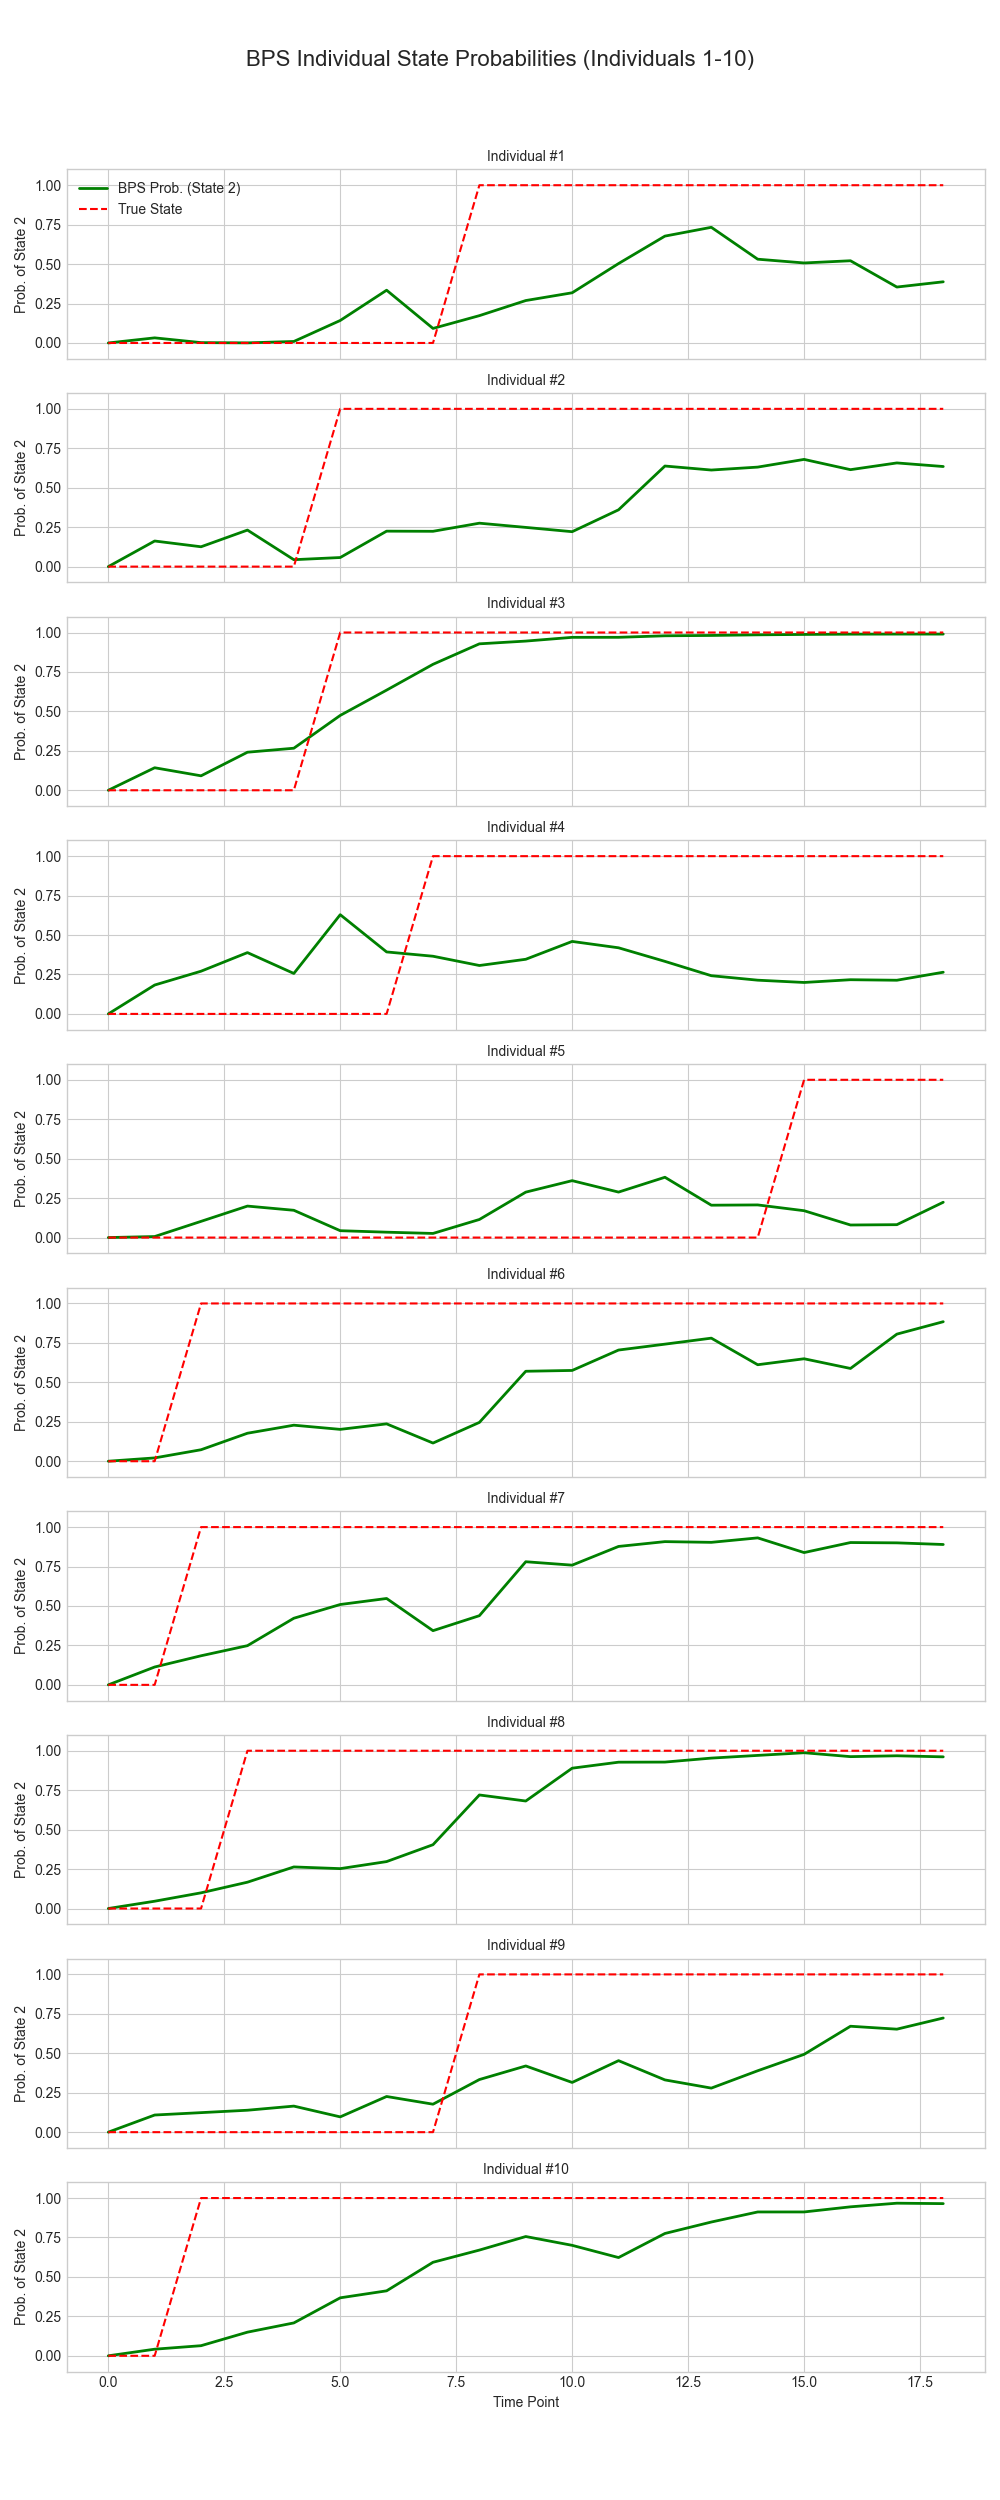 BPS Individual State Probabilities (Individuals 1-10)
Individual #1
BPS Prob. (State 2)
True State
Prob. of State 2
1.00
0.75
0.50
0.25
0.00
Individual #2
Prob. of State 2
1.00
0.75
0.50
0.25
0.00
Individual #3
Prob. of State 2
1.00
0.75
0.50
0.25
0.00
Individual #4
Prob. of State 2
1.00
0.75
0.50
0.25
0.00
Individual #5
Prob. of State 2
1.00
0.75
0.50
0.25
0.00
Individual #6
Prob. of State 2
1.00
0.75
0.50
0.25
0.00
Individual #7
Prob. of State 2
1.00
0.75
0.50
0.25
0.00
Individual #8
Prob. of State 2
1.00
0.75
0.50
0.25
0.00
Individual #9
Prob. of State 2
1.00
0.75
0.50
0.25
0.00
Individual #10
Prob. of State 2
1.00
0.75
0.50
0.25
0.00
0.0 2.5 5.0 7.5 10.0 12.5 15.0 17.5
Time Point